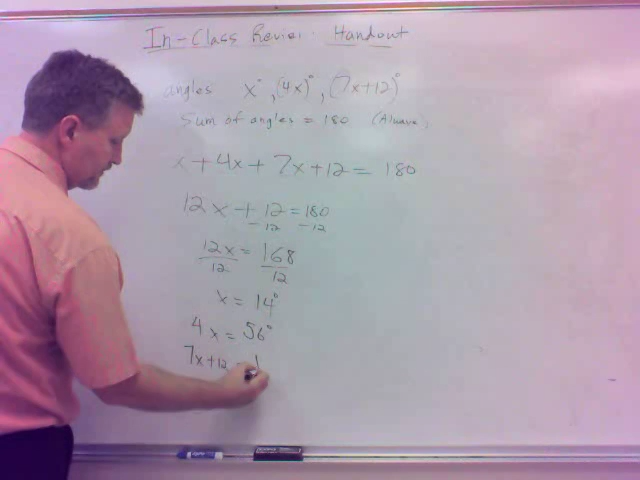 In-Class Review Handout
angles x°, (4x)°, (7x+12)°
Sum of angles = 180 (Always)
x + 4x + 7x + 12 = 180
12x + 12 = 180
-12 -12
12x = 168
12 12
x = 14°
4x = 56°
7x + 12 = 1